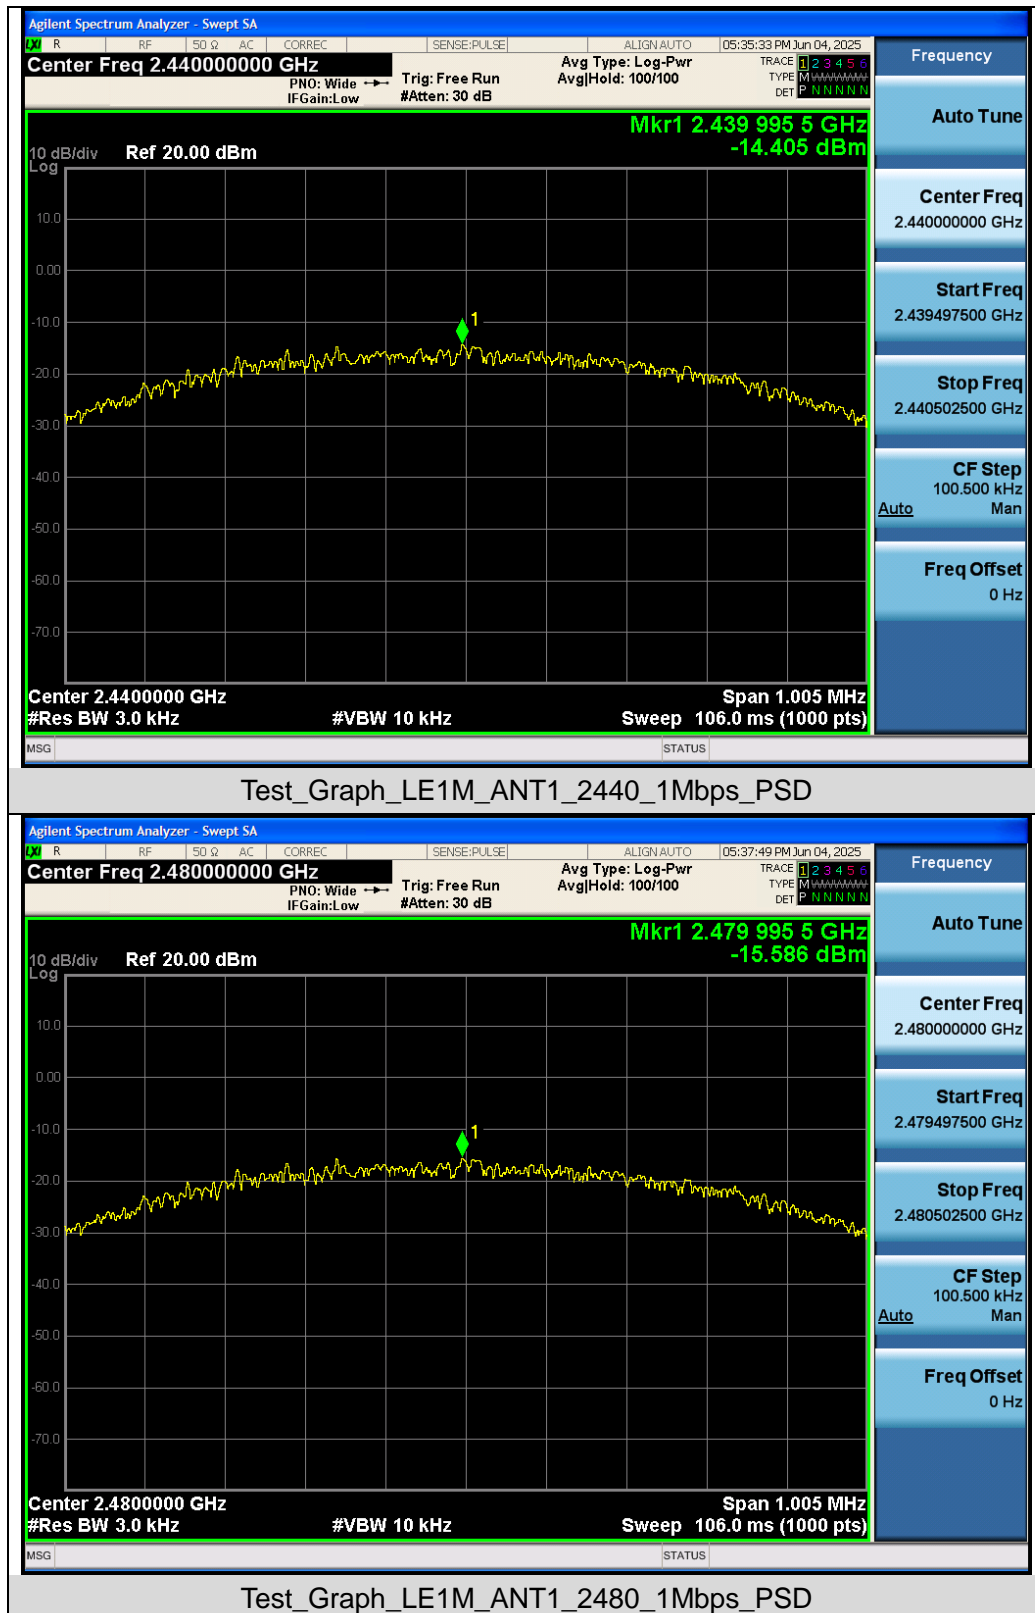 Agilent Spectrum Analyzer - Swept SA
LXI R RF 50 Ω AC CORREC SENSE:PULSE ALIGN AUTO 05:35:33 PM Jun 04, 2025
Center Freq 2.440000000 GHz
PNO: Wide
IFGain:Low
Trig: Free Run
#Atten: 30 dB
Avg Type: Log-Pwr
Avg|Hold: 100/100
TRACE 1 2 3 4 5 6
TYPE M WWWWW
DET P N N N N N
Mkr1 2.439 995 5 GHz
-14.405 dBm
10 dB/div Ref 20.00 dBm
Log
10.0
0.00
-10.0
1
-20.0
-30.0
-40.0
-50.0
-60.0
-70.0
Center 2.4400000 GHz Span 1.005 MHz
#Res BW 3.0 kHz #VBW 10 kHz Sweep 106.0 ms (1000 pts)
MSG STATUS
Frequency
Auto Tune
Center Freq
2.440000000 GHz
Start Freq
2.439497500 GHz
Stop Freq
2.440502500 GHz
CF Step
100.500 kHz
Auto Man
Freq Offset
0 Hz
Test_Graph_LE1M_ANT1_2440_1Mbps_PSD
Agilent Spectrum Analyzer - Swept SA
LXI R RF 50 Ω AC CORREC SENSE:PULSE ALIGN AUTO 05:37:49 PM Jun 04, 2025
Center Freq 2.480000000 GHz
PNO: Wide
IFGain:Low
Trig: Free Run
#Atten: 30 dB
Avg Type: Log-Pwr
Avg|Hold: 100/100
TRACE 1 2 3 4 5 6
TYPE M WWWWW
DET P N N N N N
Mkr1 2.479 995 5 GHz
-15.586 dBm
10 dB/div Ref 20.00 dBm
Log
10.0
0.00
-10.0
1
-20.0
-30.0
-40.0
-50.0
-60.0
-70.0
Center 2.4800000 GHz Span 1.005 MHz
#Res BW 3.0 kHz #VBW 10 kHz Sweep 106.0 ms (1000 pts)
MSG STATUS
Frequency
Auto Tune
Center Freq
2.480000000 GHz
Start Freq
2.479497500 GHz
Stop Freq
2.480502500 GHz
CF Step
100.500 kHz
Auto Man
Freq Offset
0 Hz
Test_Graph_LE1M_ANT1_2480_1Mbps_PSD